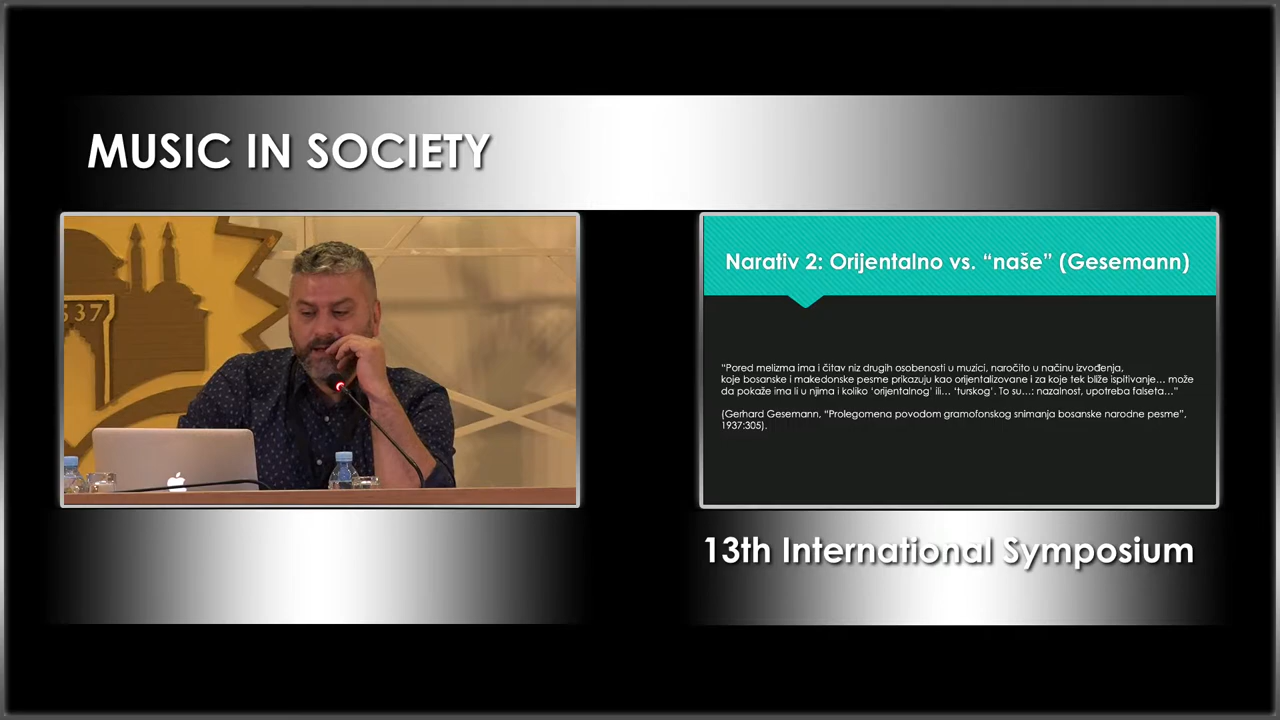 MUSIC IN SOCIETY
537
Narativ 2: Orijentalno vs. “naše” (Gesemann)
“Pored melizma ima i čitav niz drugih osobenosti u muzici, naročito u načinu izvođenja,
koje bosanske i makedonske pesme prikazuju kao orijentalizovane i za koje tek bliže ispitivanje... može
da pokaže ima li u njima i koliko ‘orijentalnog’ ili... ‘turskog’. To su...: nazalnost, upotreba falseta...”
(Gerhard Gesemann, “Prolegomena povodom gramofonskog snimanja bosanske narodne pesme”,
1937:305).
13th International Symposium